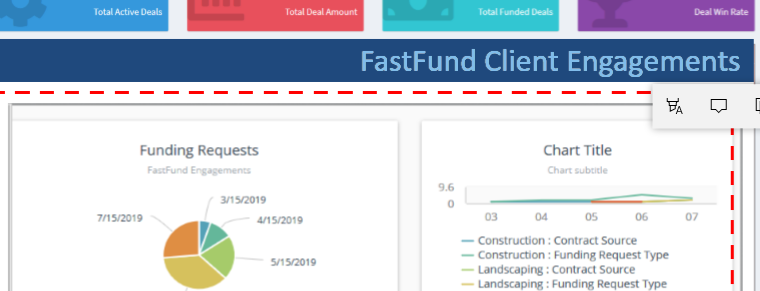 Total Active Deals
Total Deal Amount
Total Funded Deals
Deal Win Rate
FastFund Client Engagements
Funding Requests
FastFund Engagements
3/15/2019
7/15/2019
4/15/2019
5/15/2019
Chart Title
Chart subtitle
9.6
0
03 04 05 06 07
Construction : Contract Source
Construction : Funding Request Type
Landscaping : Contract Source
Landscaping : Funding Request Type